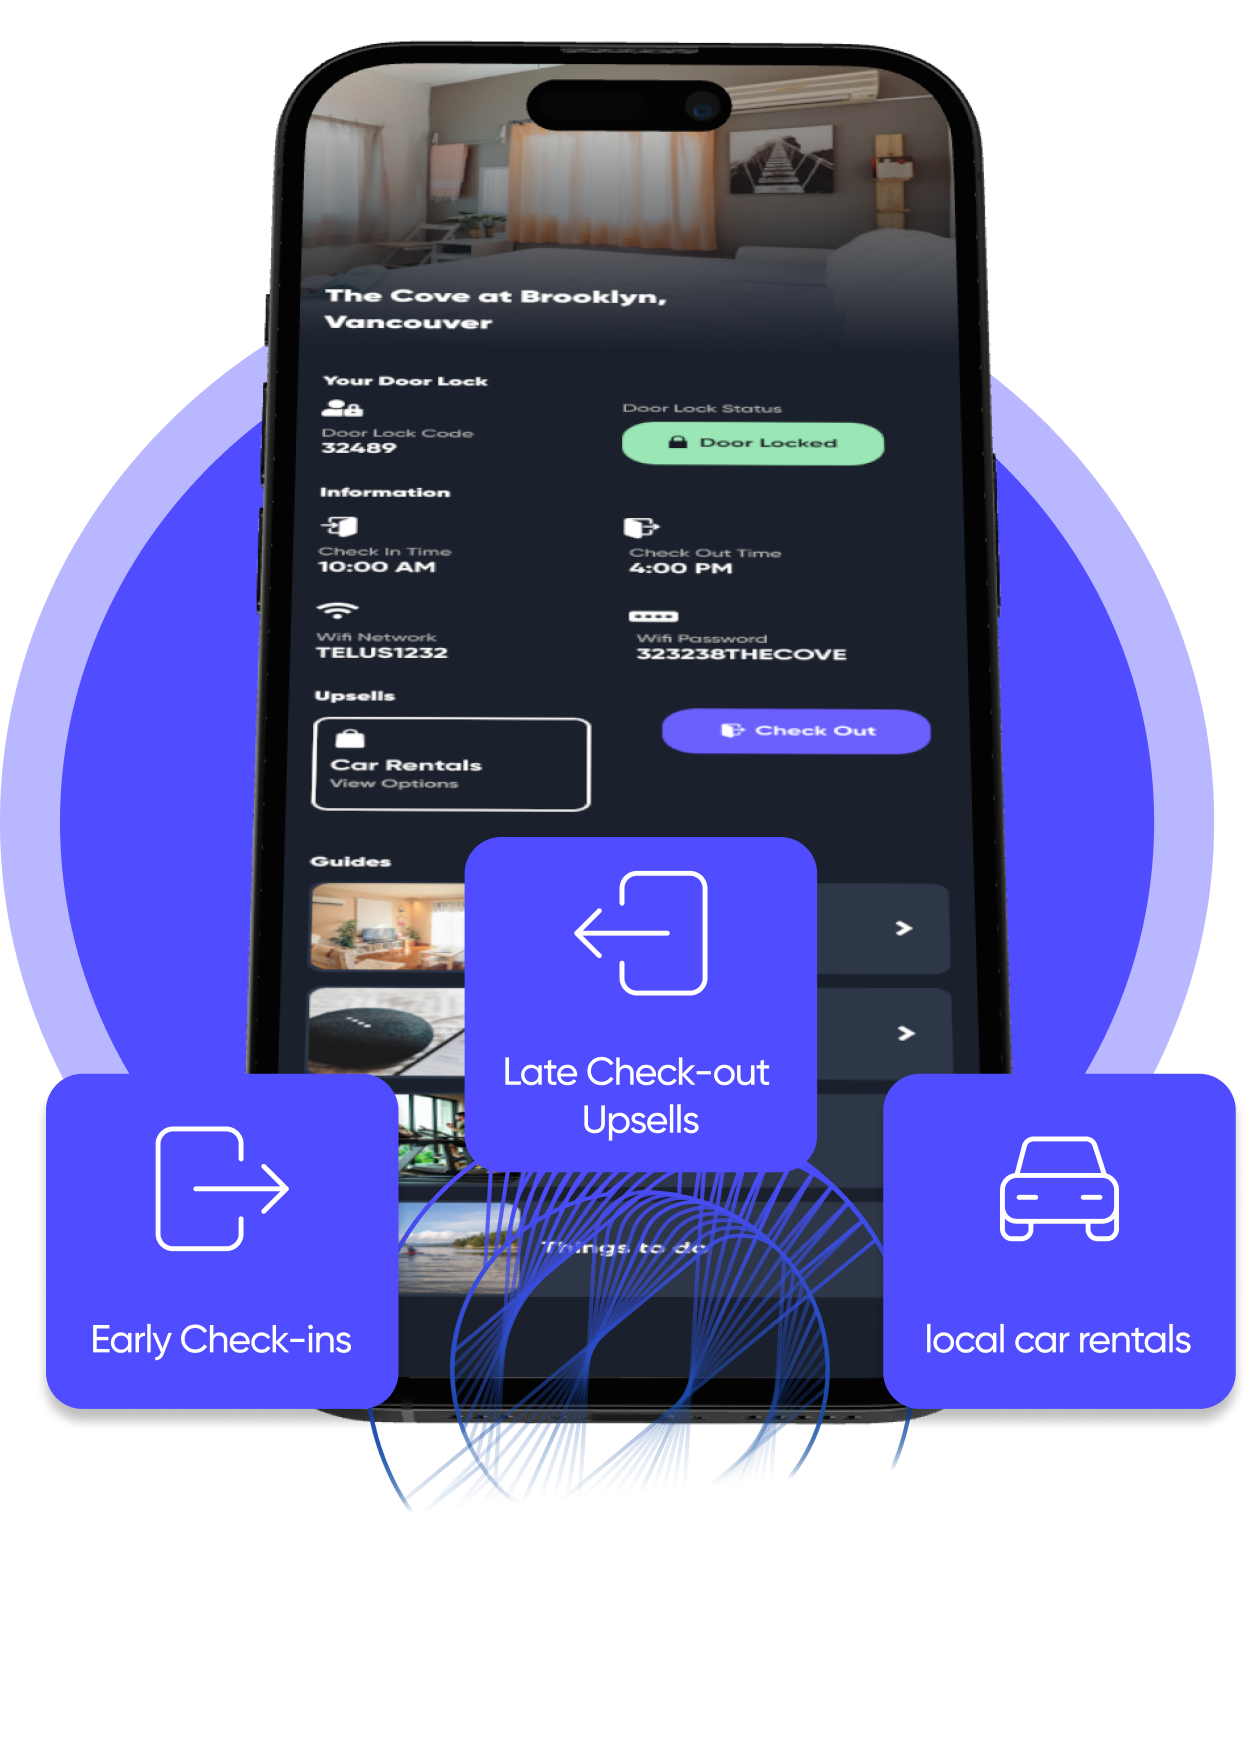 The Cove at Brooklyn,
Vancouver
Your Door Lock
Door Lock Code
32489
Door Lock Status
Door Locked
Information
Check In Time
10:00 AM
Check Out Time
4:00 PM
Wifi Network
TELUS1232
Wifi Password
323238THECOVE
Upsells
Car Rentals
View Options
Check Out
Guides
Things to do
Late Check-out
Upsells
Early Check-ins
local car rentals